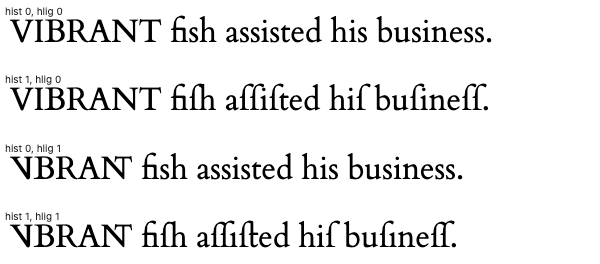 hist 0, hlig 0
VIBRANT fish assisted his business.
hist 1, hlig 0
VIBRANT fiſh aſſiſted hiſ buſineſſ.
hist 0, hlig 1
VIBRANT fish assisted his business.
hist 1, hlig 1
VIBRANT fiſh aſſiſted hiſ buſineſſ.